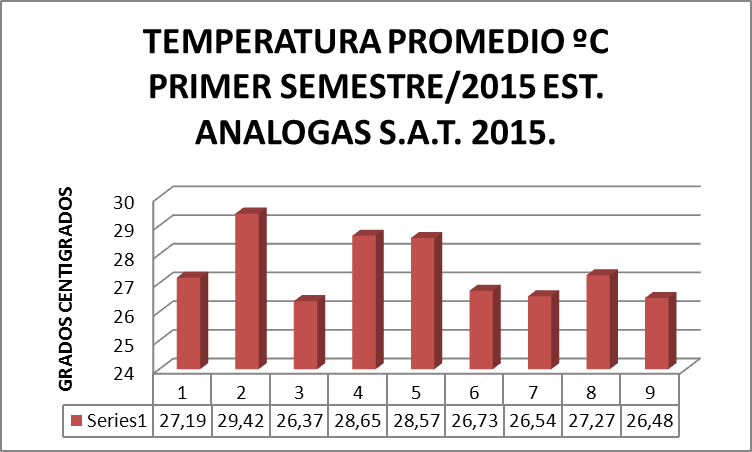 TEMPERATURA PROMEDIO ºC
PRIMER SEMESTRE/2015 EST.
ANALOGAS S.A.T. 2015.
GRADOS CENTIGRADOS
30
29
28
27
26
25
24
1 2 3 4 5 6 7 8 9
Series1 27,19 29,42 26,37 28,65 28,57 26,73 26,54 27,27 26,48